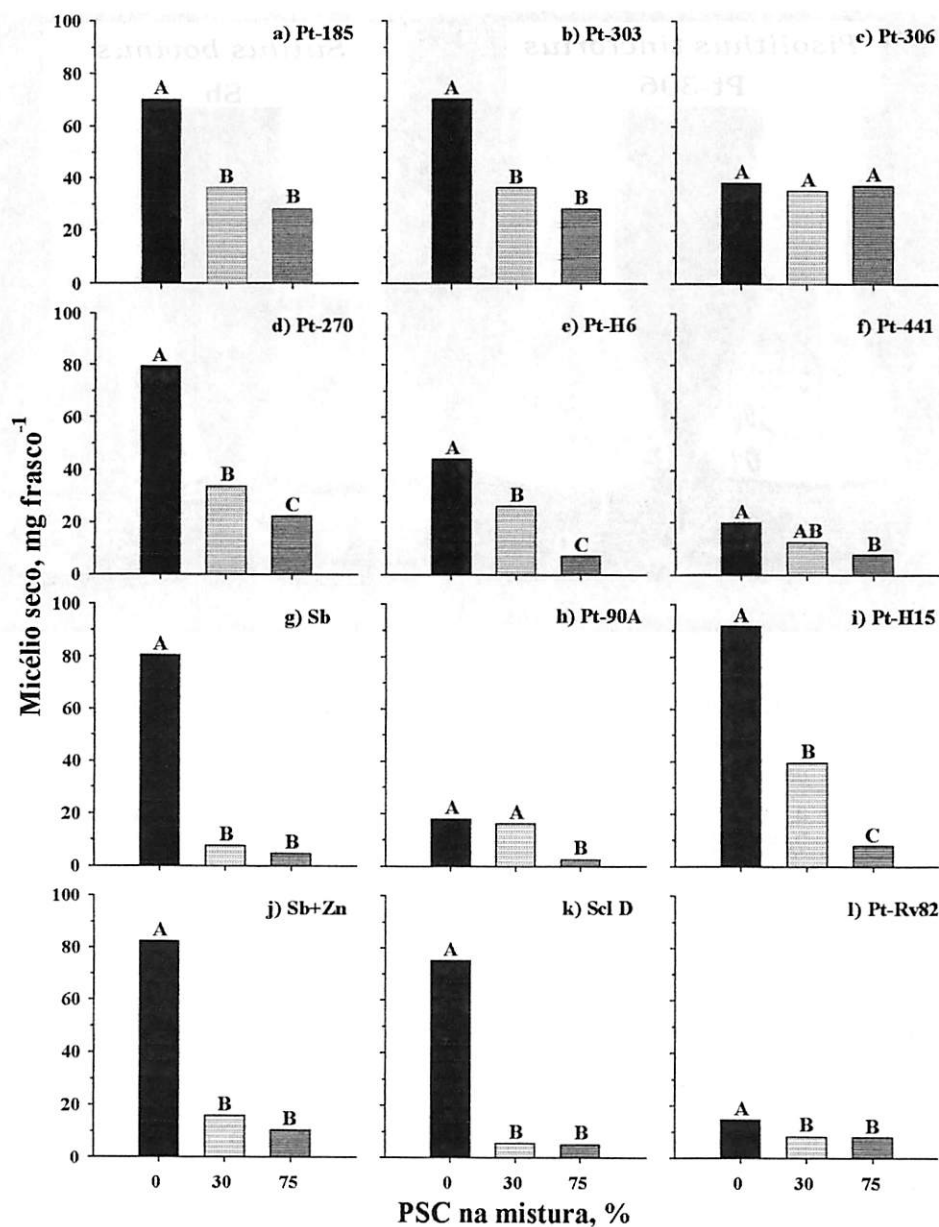 a) Pt-185
b) Pt-303
c) Pt-306
100
80
60
40
20
0
A
B
B
A
B
B
A
A
A
d) Pt-270
e) Pt-H6
f) Pt-441
100
80
60
40
20
0
A
B
C
A
B
C
A
AB
B
g) Sb
h) Pt-90A
i) Pt-H15
100
80
60
40
20
0
A
B
B
A
A
B
A
B
C
j) Sb+Zn
k) Scl D
l) Pt-Rv82
100
80
60
40
20
0
A
B
B
A
B
B
A
B
B
0 30 75
0 30 75
0 30 75
Micélio seco, mg frasco⁻¹
PSC na mistura, %